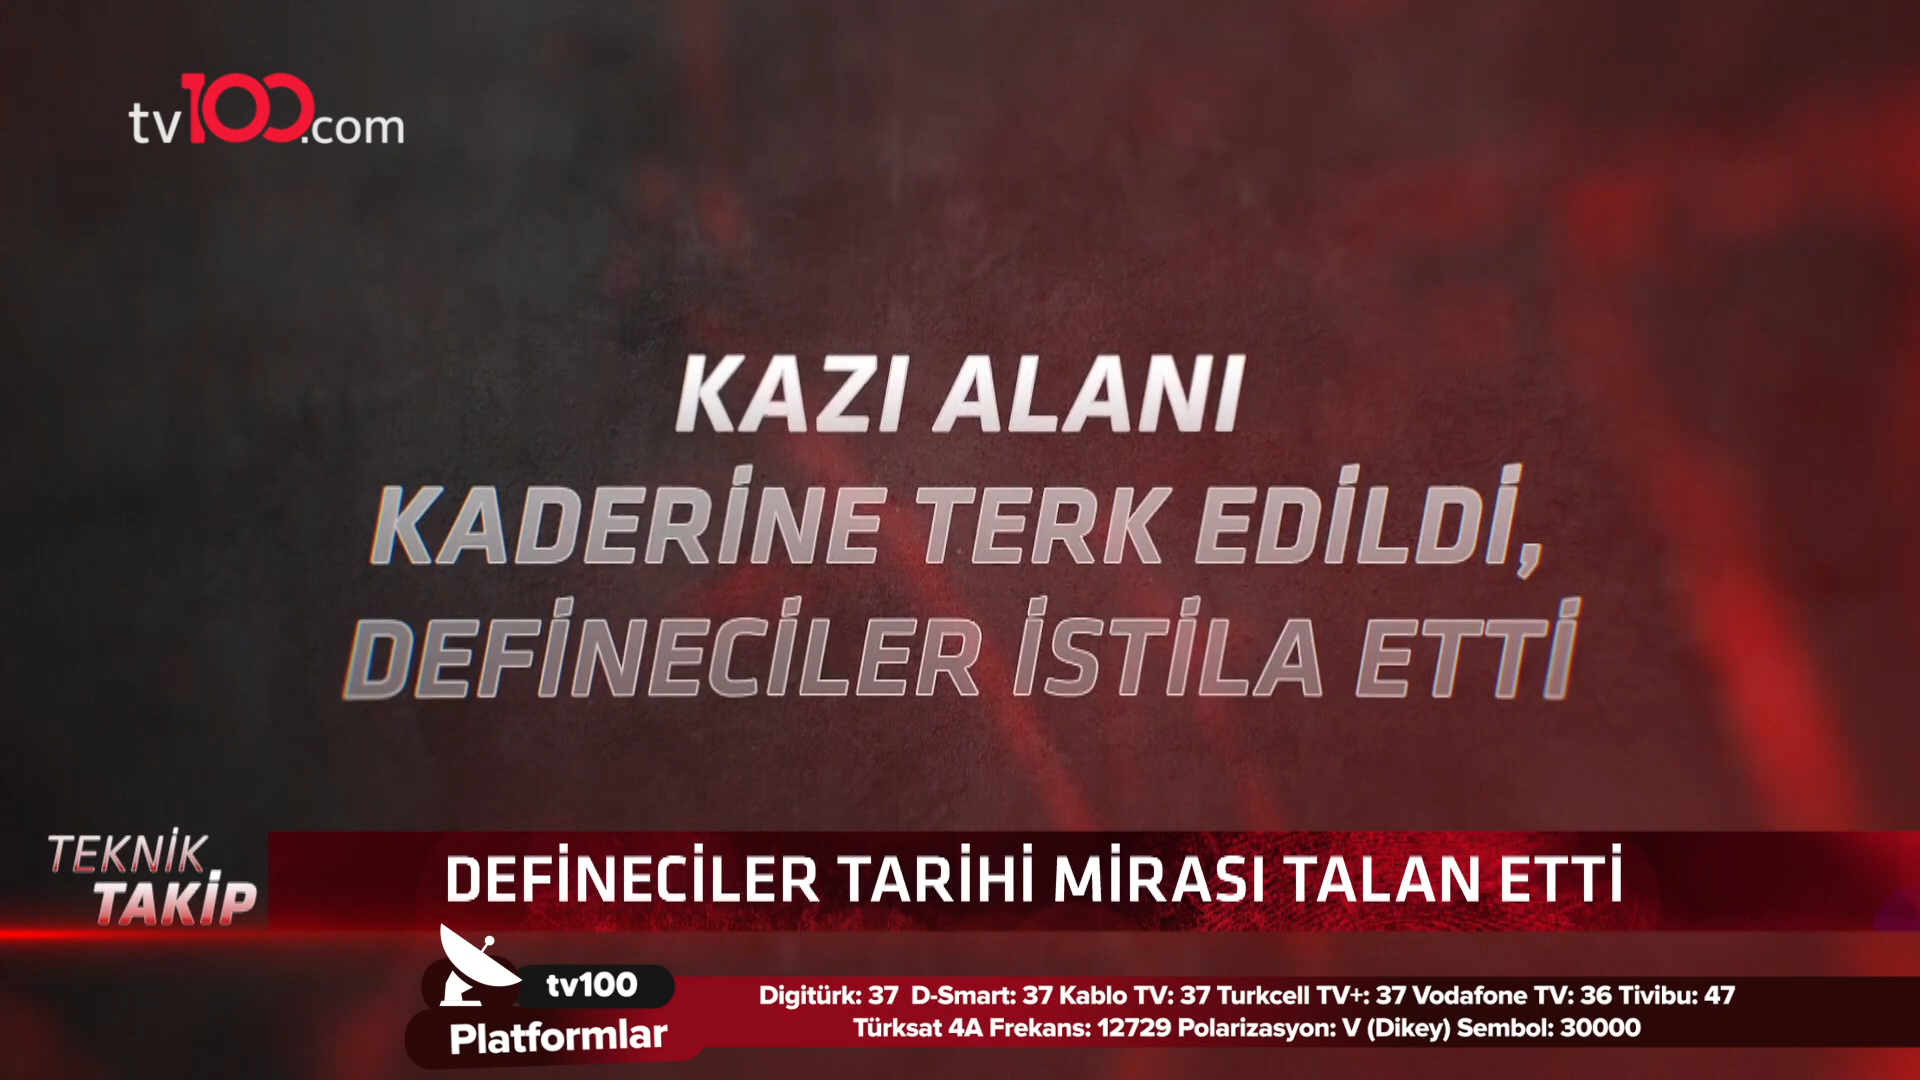 tv100.com
KAZI ALANI
KADERİNE TERK EDİLDİ,
DEFİNECİLER İSTİLA ETTİ
TEKNİK
TAKİP
DEFİNECİLER TARİHİ MİRASI TALAN ETTİ
tv100
Platformlar
Digitürk: 37 D-Smart: 37 Kablo TV: 37 Turkcell TV+: 37 Vodafone TV: 36 Tivibu: 47
Türksat 4A Frekans: 12729 Polarizasyon: V (Dikey) Sembol: 30000